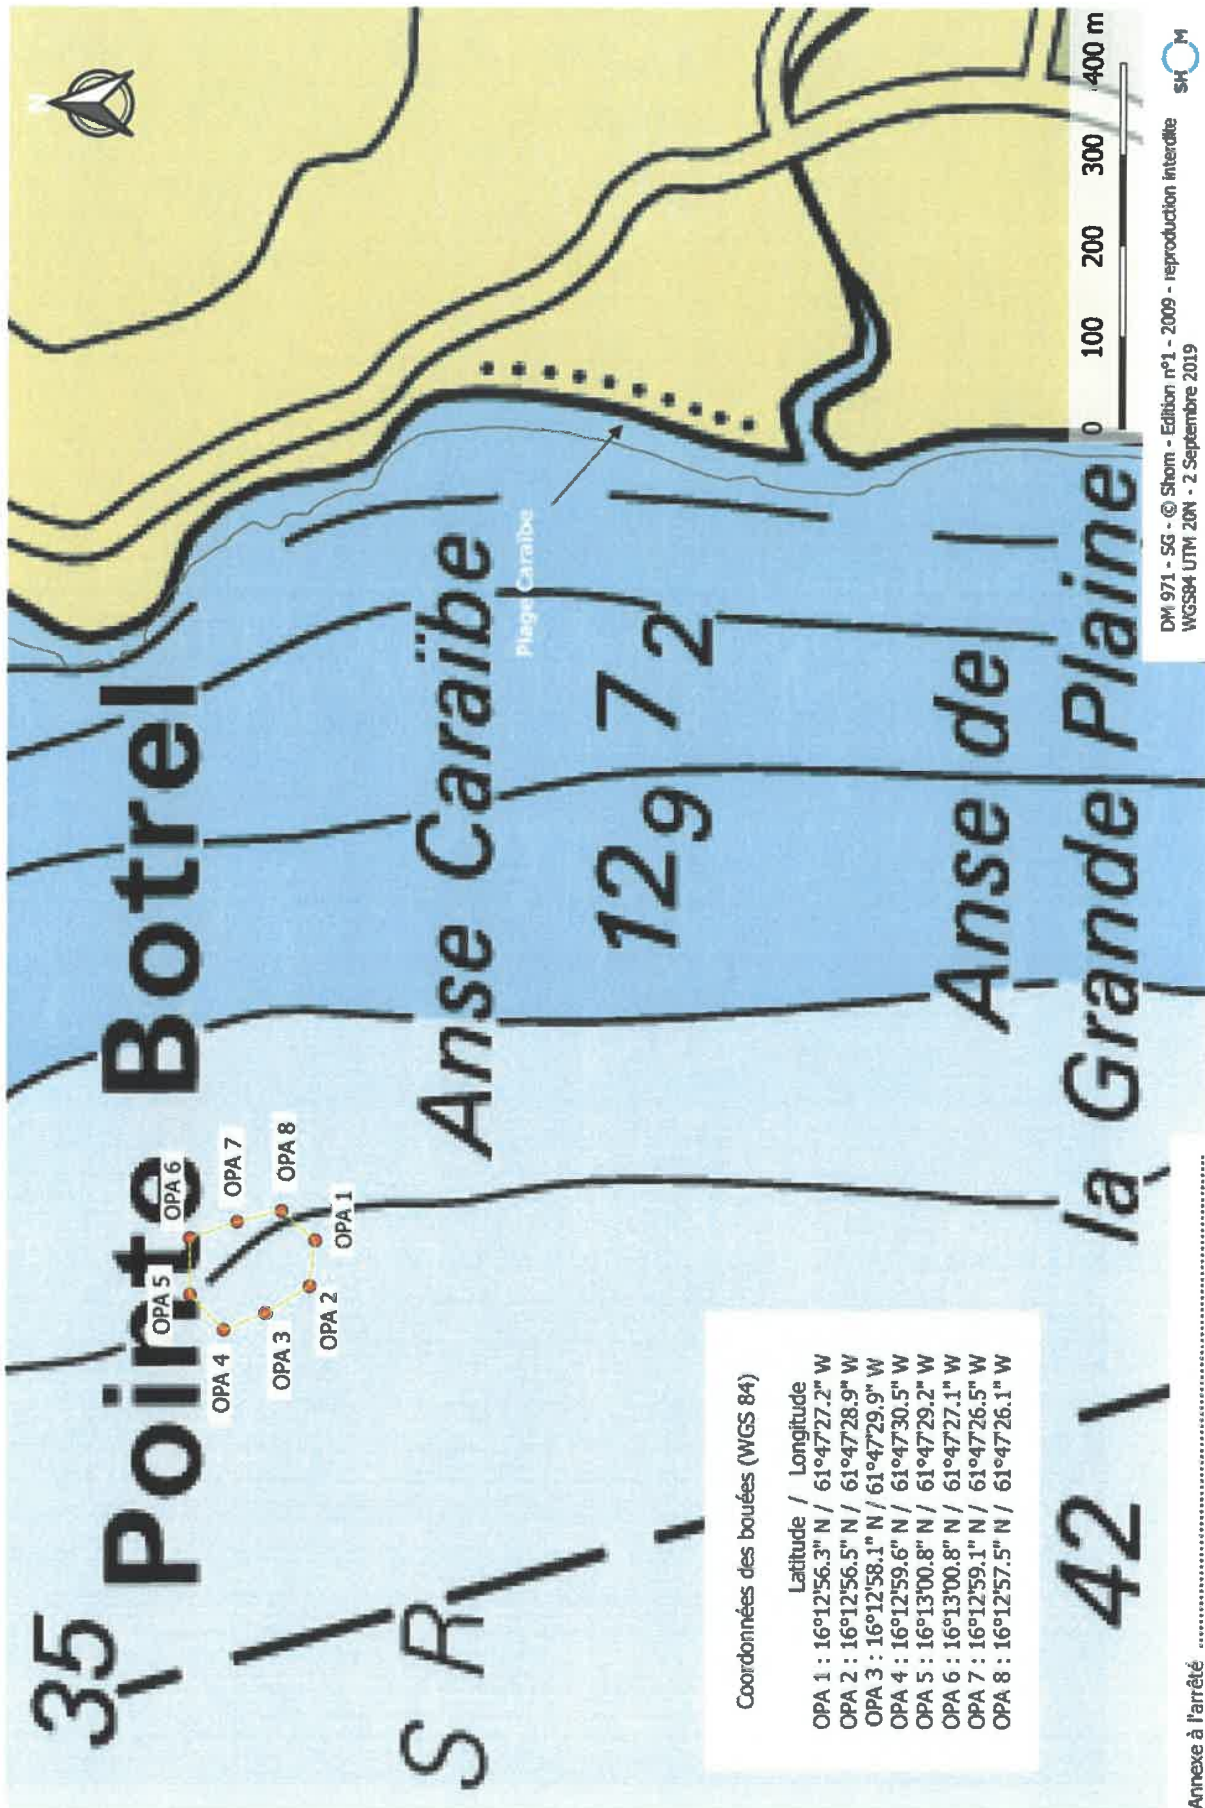 35
Pointe Botrel
OPA 5
OPA 6
OPA 4
OPA 7
OPA 3
OPA 8
OPA 2
OPA 1
S R
Anse Caraïbe
Plage Caraïbe
12 9
7 2
Anse de
la Grande Plaine
42
Coordonnées des bouées (WGS 84)
Latitude / Longitude
OPA 1 : 16°12'56.3" N / 61°47'27.2" W
OPA 2 : 16°12'56.5" N / 61°47'28.9" W
OPA 3 : 16°12'58.1" N / 61°47'29.9" W
OPA 4 : 16°12'59.6" N / 61°47'30.5" W
OPA 5 : 16°13'00.8" N / 61°47'29.2" W
OPA 6 : 16°13'00.8" N / 61°47'27.1" W
OPA 7 : 16°12'59.1" N / 61°47'26.5" W
OPA 8 : 16°12'57.5" N / 61°47'26.1" W
N
0 100 200 300 400 m
DM 971 - SG - © Shom - Edition n°1 - 2009 - reproduction interdite
WGS84 UTM 20N - 2 Septembre 2019
SHOM
Annexe à l'arrêté